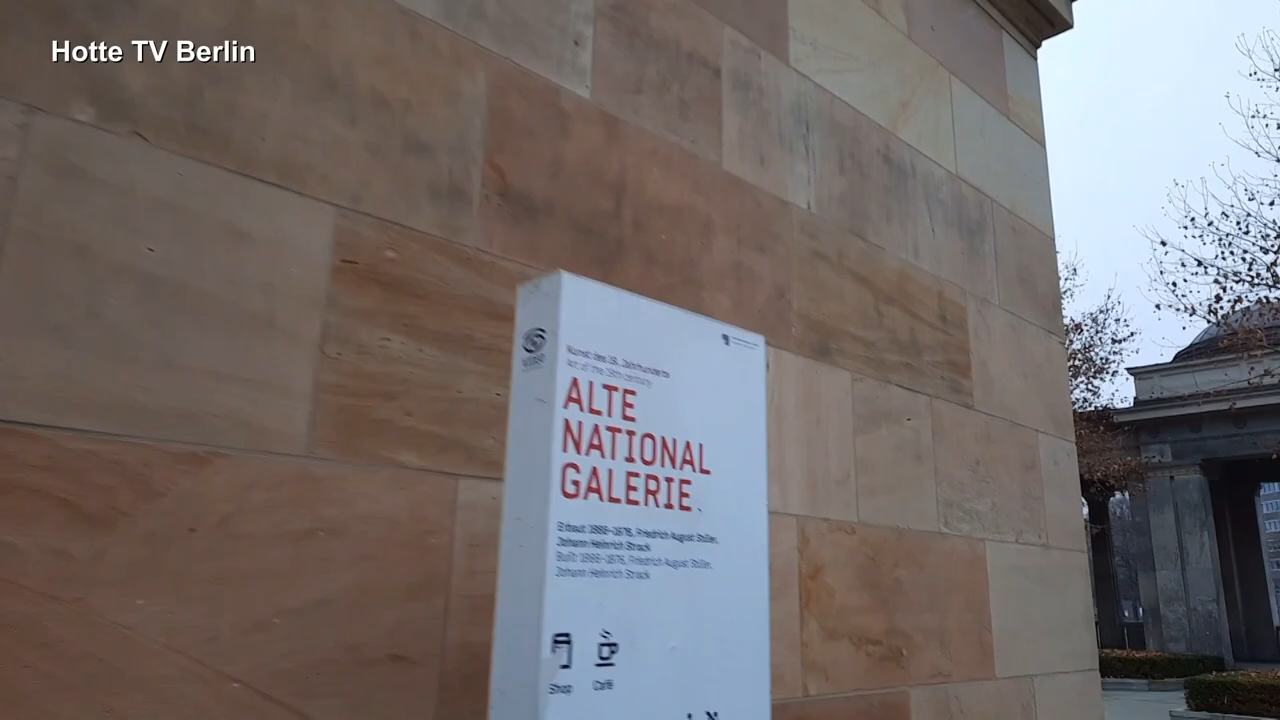 Hotte TV Berlin
Kunst des 19. Jahrhunderts
Art of the 19th century
ALTE
NATIONAL
GALERIE
Erbaut 1866–1876, Friedrich August Stüler,
Johann Heinrich Strack
Built 1866–1876, Friedrich August Stüler,
Johann Heinrich Strack
Shop Café